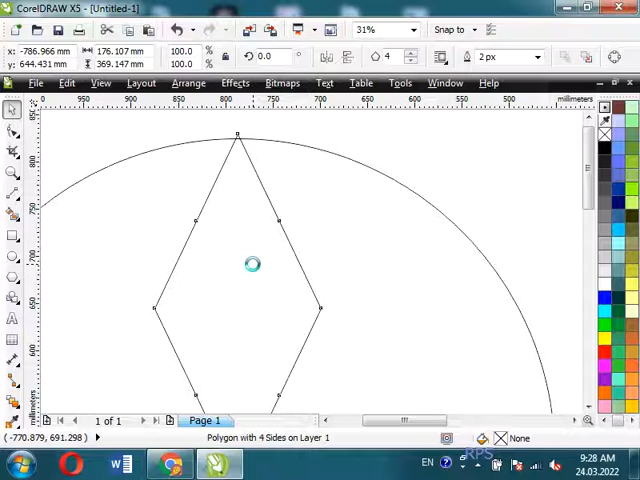 CorelDRAW X5 - [Untitled-1]
31% Snap to
x: -786.966 mm 176.107 mm 100.0 %
y: 644.431 mm 369.147 mm 100.0 %
0.0 ° 4 2 px
File Edit View Layout Arrange Effects Bitmaps Text Table Tools Window Help
950 900 850 800 750 700 650 600 550 500 millimeters
850
800
750
700
650
600
millimeters
1 of 1 Page 1
(-770.879, 691.298) Polygon with 4 Sides on Layer 1 None
RPS
EN 9:28 AM
24.03.2022